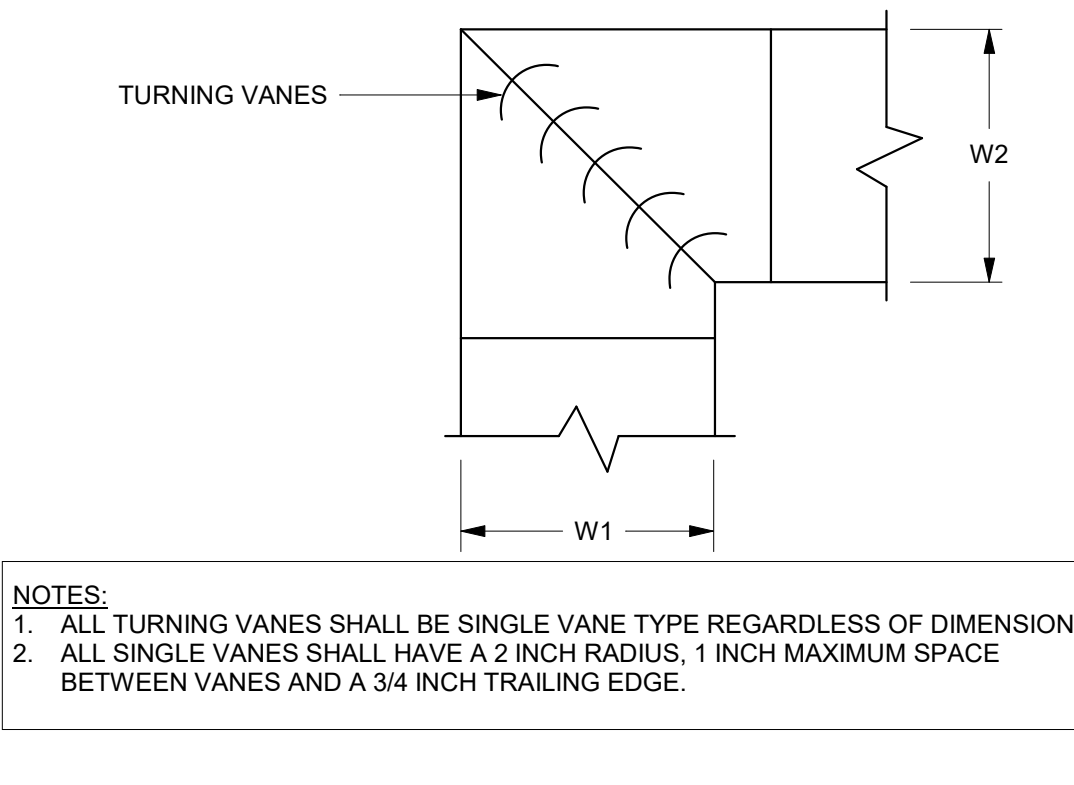 TURNING VANES
W2
W1
NOTES:
1. ALL TURNING VANES SHALL BE SINGLE VANE TYPE REGARDLESS OF DIMENSION
2. ALL SINGLE VANES SHALL HAVE A 2 INCH RADIUS, 1 INCH MAXIMUM SPACE
BETWEEN VANES AND A 3/4 INCH TRAILING EDGE.